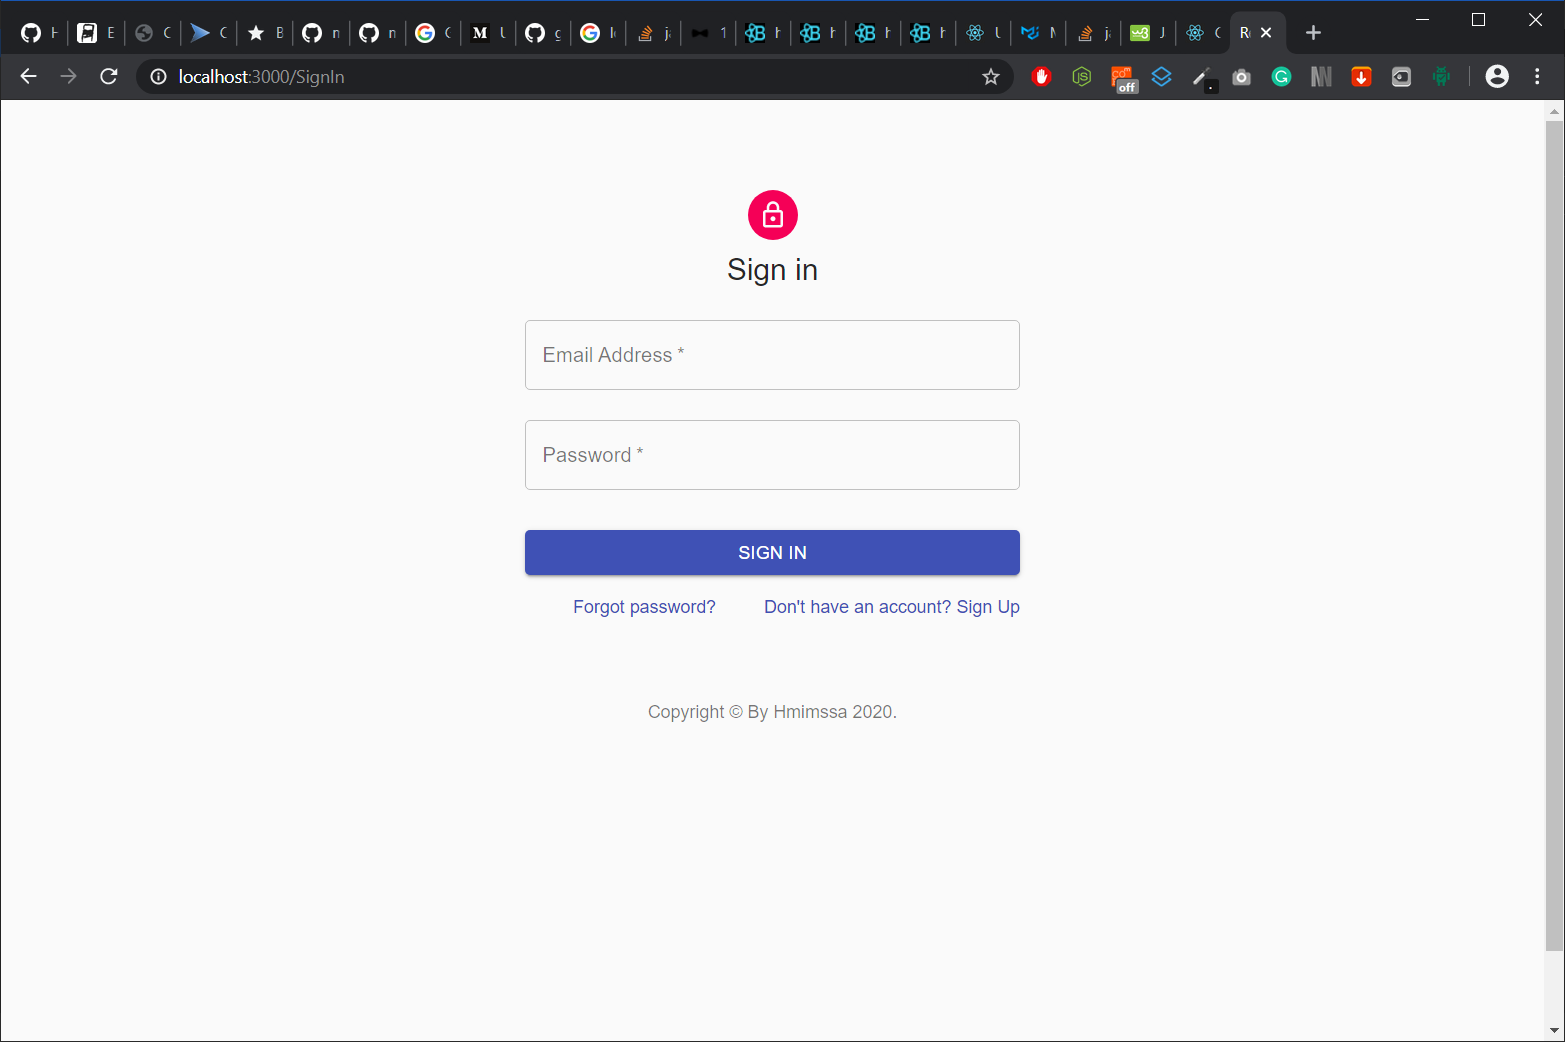 localhost:3000/SignIn
off
Sign in
Email Address *
Password *
SIGN IN
Forgot password?
Don't have an account? Sign Up
Copyright © By Hmimssa 2020.